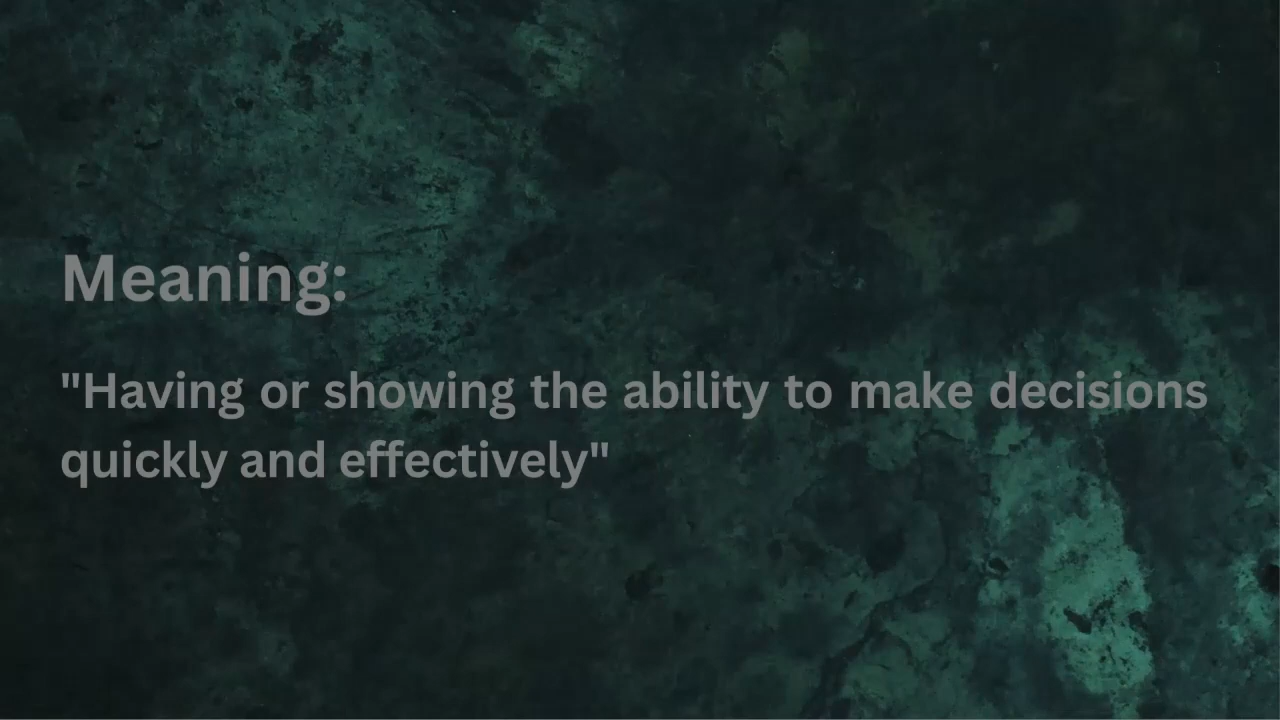 Meaning:
"Having or showing the ability to make decisions
quickly and effectively"